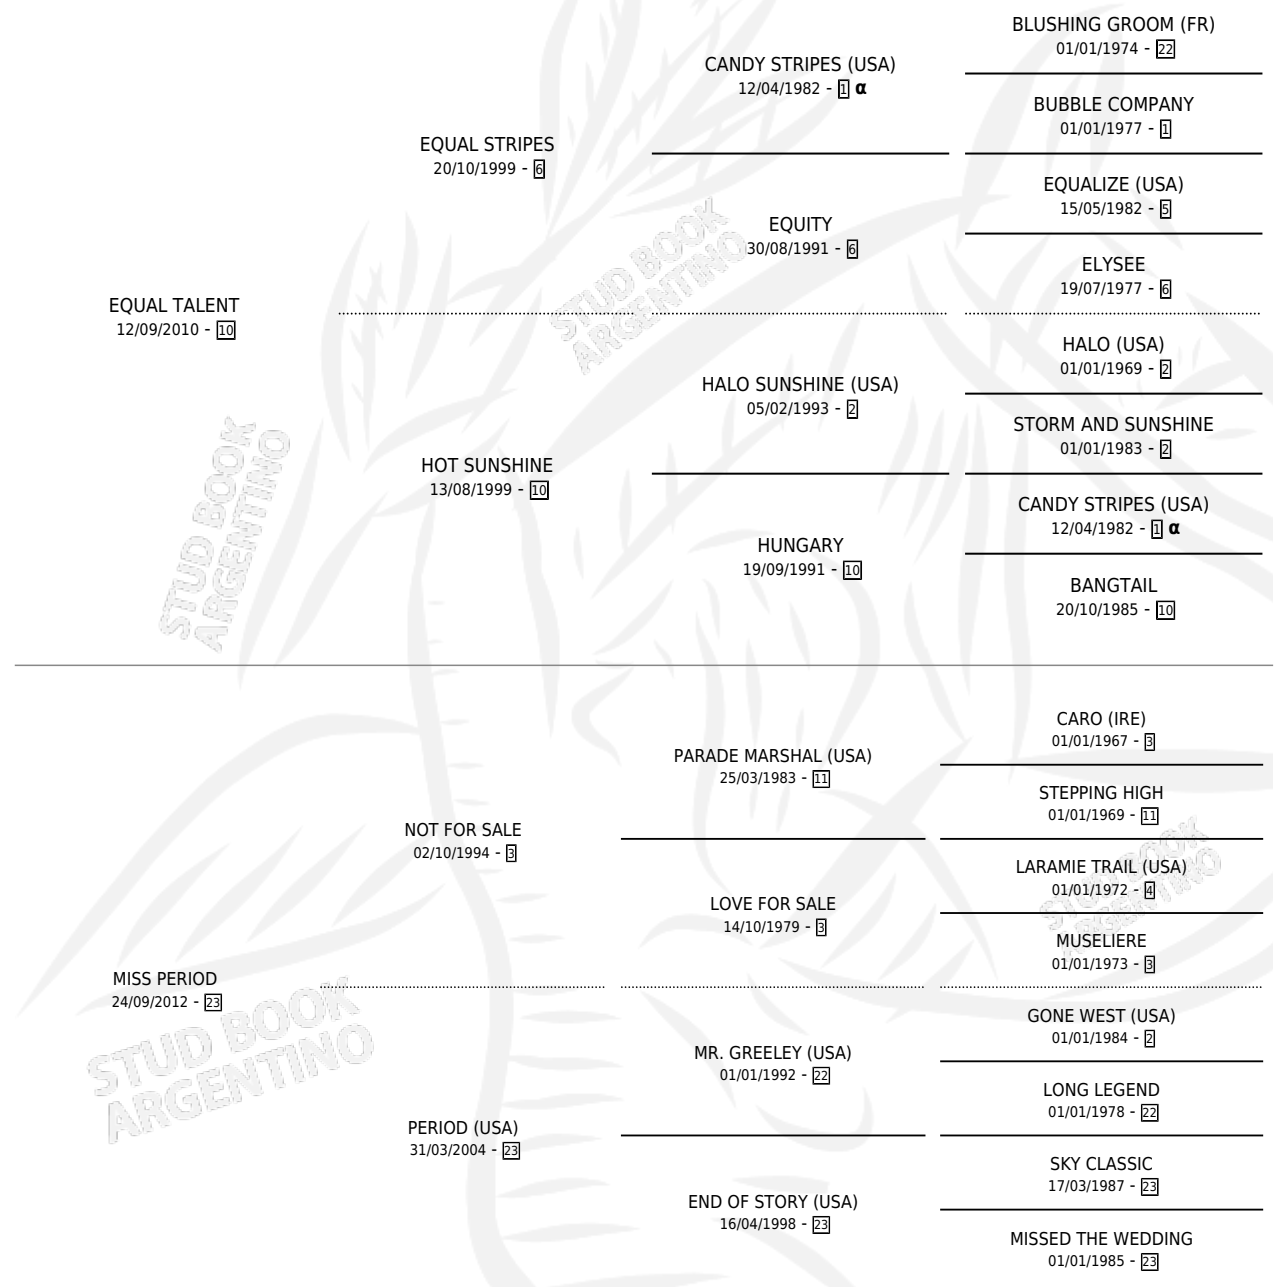 BLUSHING GROOM (FR)
01/01/1974 - 22
CANDY STRIPES (USA)
12/04/1982 - 1 α
BUBBLE COMPANY
01/01/1977 - 1
EQUAL STRIPES
20/10/1999 - 6
EQUALIZE (USA)
15/05/1982 - 5
EQUITY
30/08/1991 - 6
ELYSEE
19/07/1977 - 6
EQUAL TALENT
12/09/2010 - 10
HALO (USA)
01/01/1969 - 2
HALO SUNSHINE (USA)
05/02/1993 - 2
STORM AND SUNSHINE
01/01/1983 - 2
HOT SUNSHINE
13/08/1999 - 10
CANDY STRIPES (USA)
12/04/1982 - 1 α
HUNGARY
19/09/1991 - 10
BANGTAIL
20/10/1985 - 10
STUD BOOK
ARGENTINO
STUD BOOK
ARGENTINO
CARO (IRE)
01/01/1967 - 3
PARADE MARSHAL (USA)
25/03/1983 - 11
STEPPING HIGH
01/01/1969 - 11
NOT FOR SALE
02/10/1994 - 3
LARAMIE TRAIL (USA)
01/01/1972 - 4
LOVE FOR SALE
14/10/1979 - 3
MUSELIERE
01/01/1973 - 3
MISS PERIOD
24/09/2012 - 23
GONE WEST (USA)
01/01/1984 - 2
MR. GREELEY (USA)
01/01/1992 - 22
LONG LEGEND
01/01/1978 - 22
PERIOD (USA)
31/03/2004 - 23
SKY CLASSIC
17/03/1987 - 23
END OF STORY (USA)
16/04/1998 - 23
MISSED THE WEDDING
01/01/1985 - 23
STUD BOOK
ARGENTINO
STUD BOOK
ARGENTINO